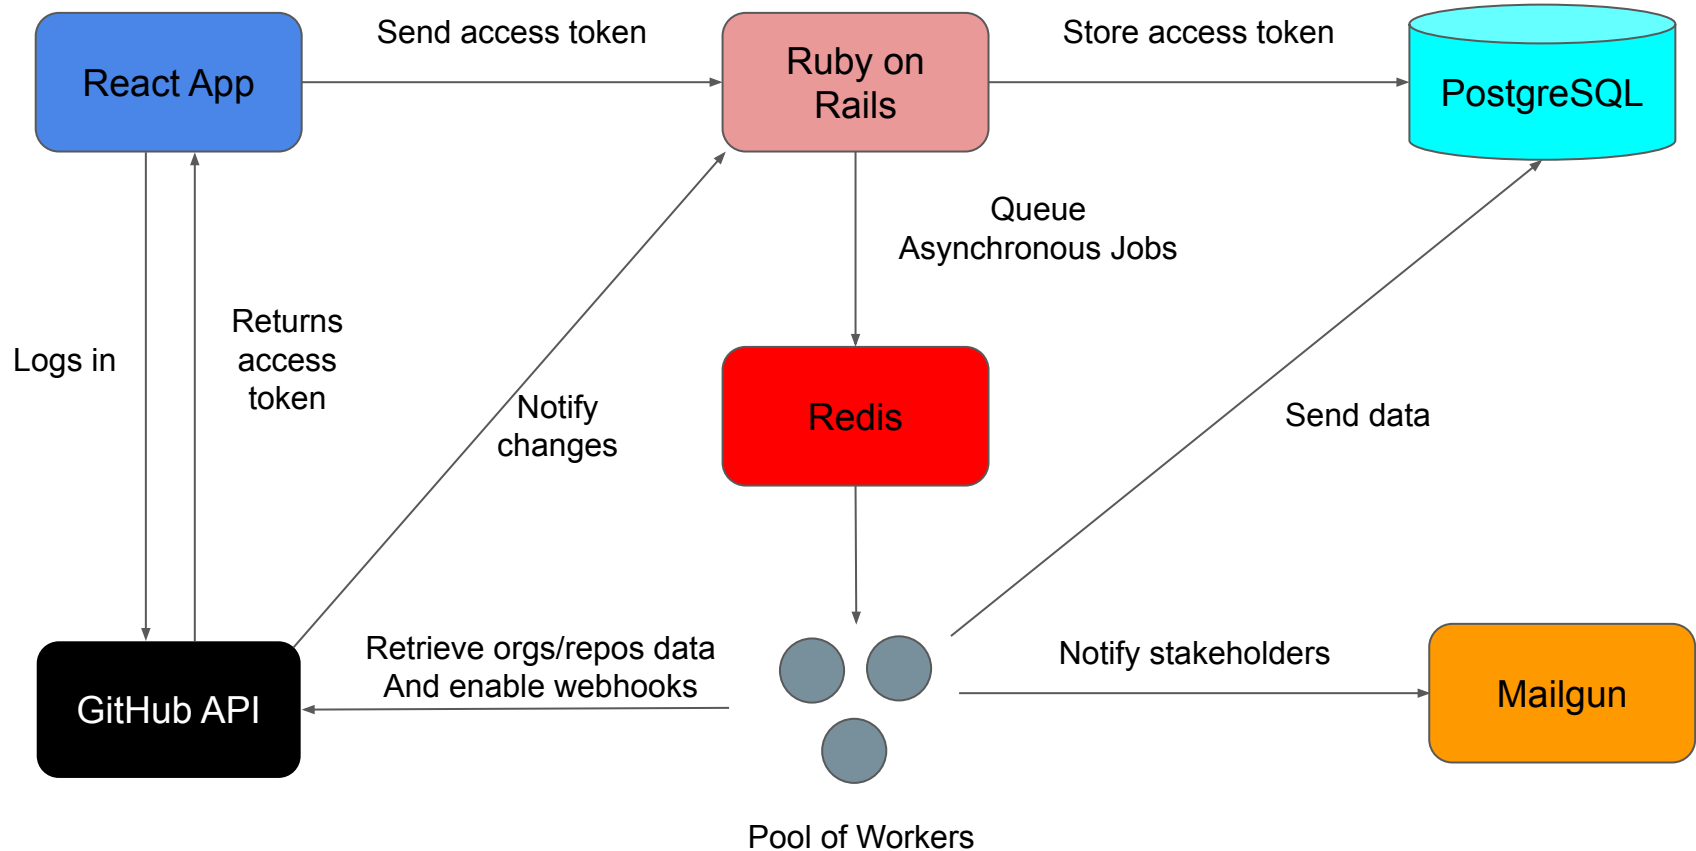 Send access token
Store access token
React App
Ruby on
Rails
PostgreSQL
Queue
Asynchronous Jobs
Logs in
Returns
access
token
Notify
changes
Redis
Send data
Retrieve orgs/repos data
And enable webhooks
Notify stakeholders
GitHub API
Mailgun
Pool of Workers